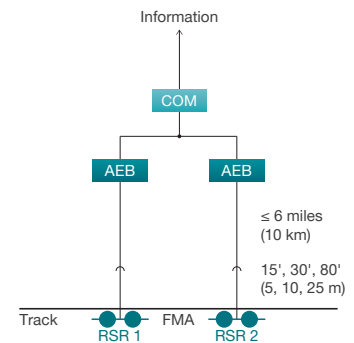 Information
COM
AEB AEB
≤ 6 miles
(10 km)
15', 30', 80'
(5, 10, 25 m)
Track FMA
RSR 1 RSR 2